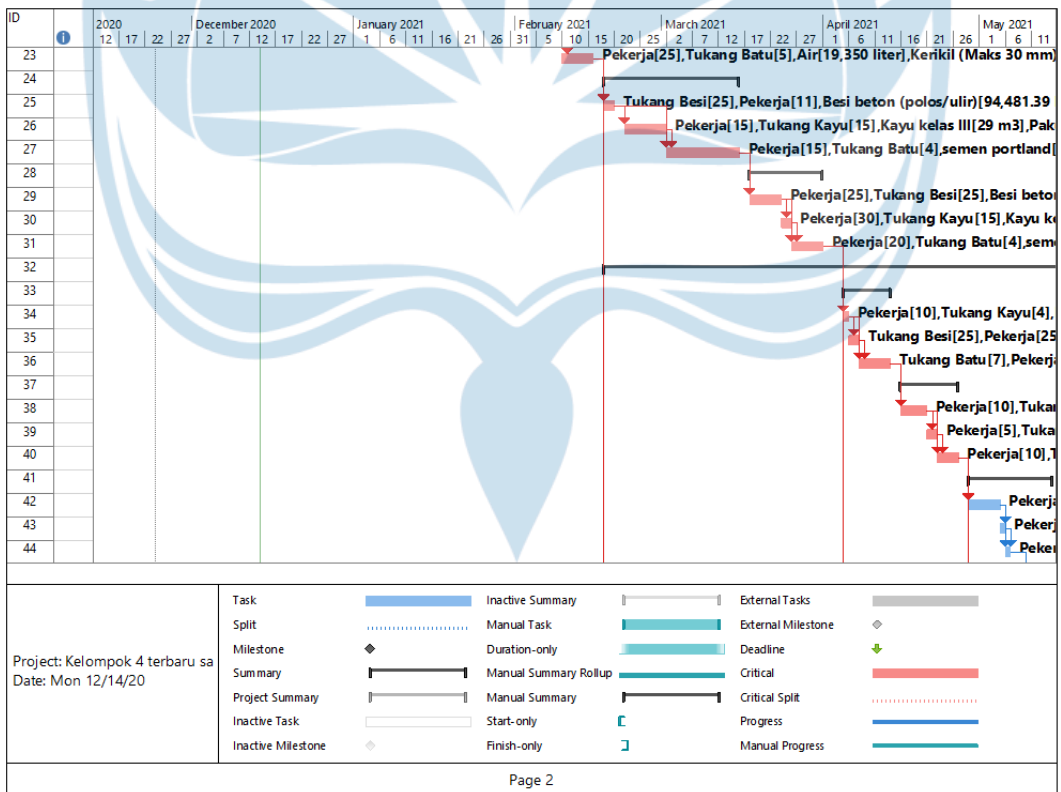 ID
2020 December 2020 January 2021 February 2021 March 2021 April 2021 May 2021
12 17 22 27 2 7 12 17 22 27 1 6 11 16 21 26 31 5 10 15 20 25 2 7 12 17 22 27 1 6 11 16 21 26 1 6 11
23 Pekerja[25],Tukang Batu[5],Air[19,350 liter],Kerikil (Maks 30 mm)
24
25 Tukang Besi[25],Pekerja[11],Besi beton (polos/ulir)[94,481.39
26 Pekerja[15],Tukang Kayu[15],Kayu kelas III[29 m3],Pak
27 Pekerja[15],Tukang Batu[4],semen portland[
28
29 Pekerja[25],Tukang Besi[25],Besi beto
30 Pekerja[30],Tukang Kayu[15],Kayu ke
31 Pekerja[20],Tukang Batu[4],sem
32
33
34 Pekerja[10],Tukang Kayu[4],
35 Tukang Besi[25],Pekerja[25
36 Tukang Batu[7],Pekerja
37
38 Pekerja[10],Tukan
39 Pekerja[5],Tuka
40 Pekerja[10],T
41
42 Pekerja
43 Pekerj
44 Peker
Project: Kelompok 4 terbaru sa
Date: Mon 12/14/20
Task Inactive Summary External Tasks
Split Manual Task External Milestone
Milestone Duration-only Deadline
Summary Manual Summary Rollup Critical
Project Summary Manual Summary Critical Split
Inactive Task Start-only Progress
Inactive Milestone Finish-only Manual Progress
Page 2